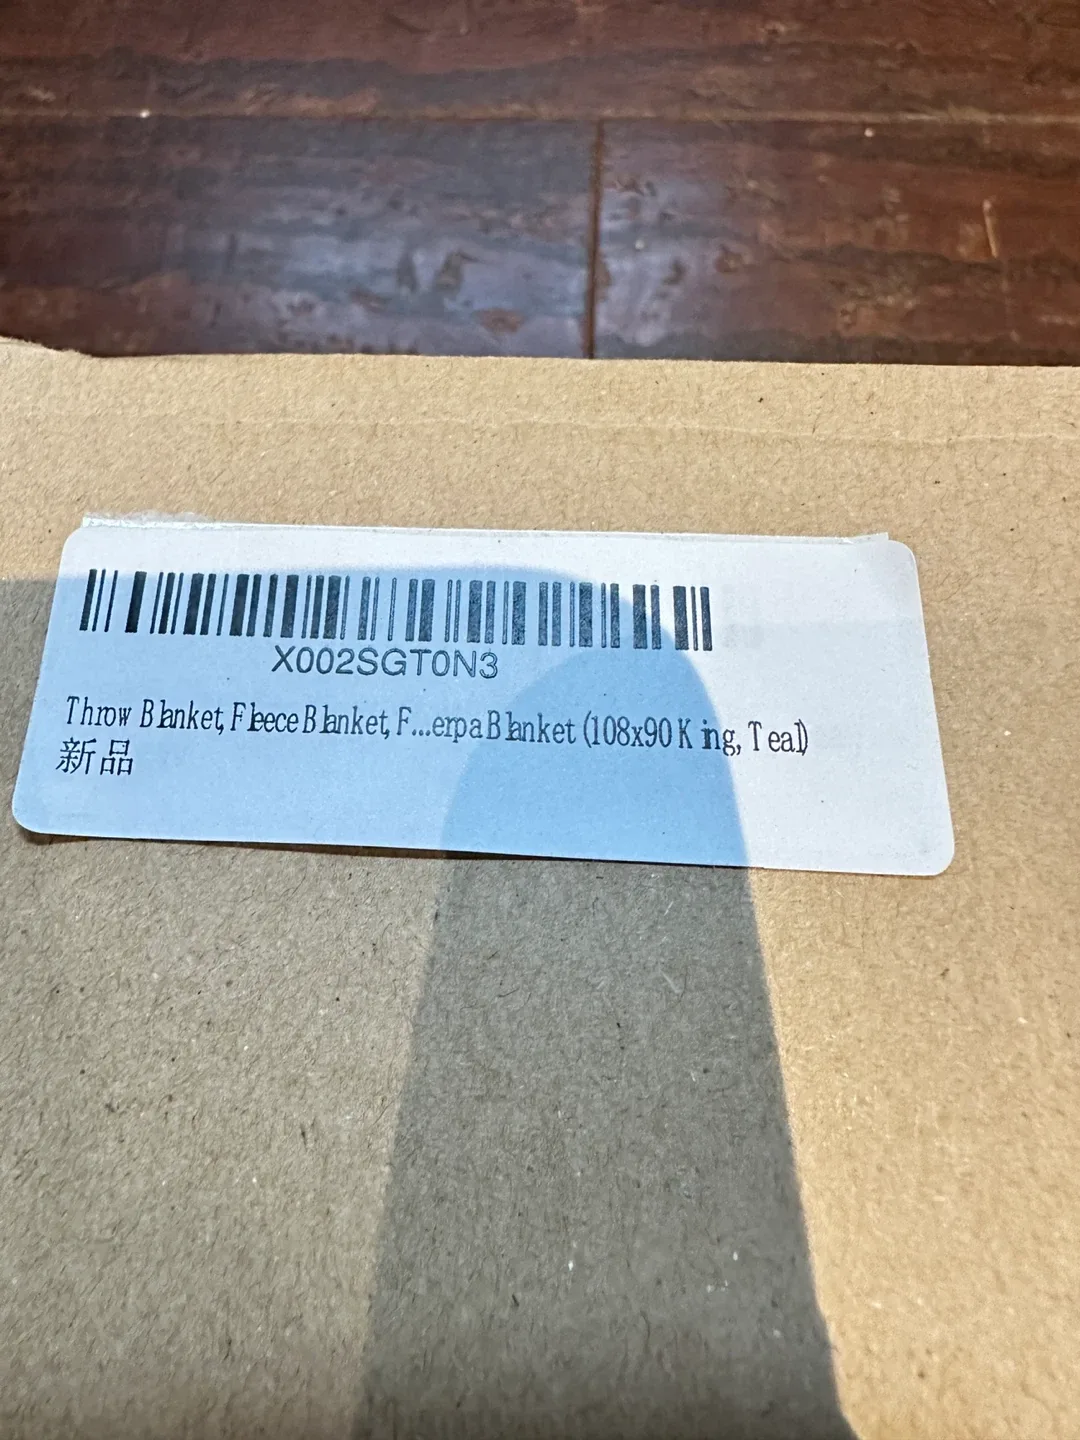 X002SGT0N3
Throw Blanket, Fleece Blanket, F...erpa Blanket (108x90 King, Teal)
新品